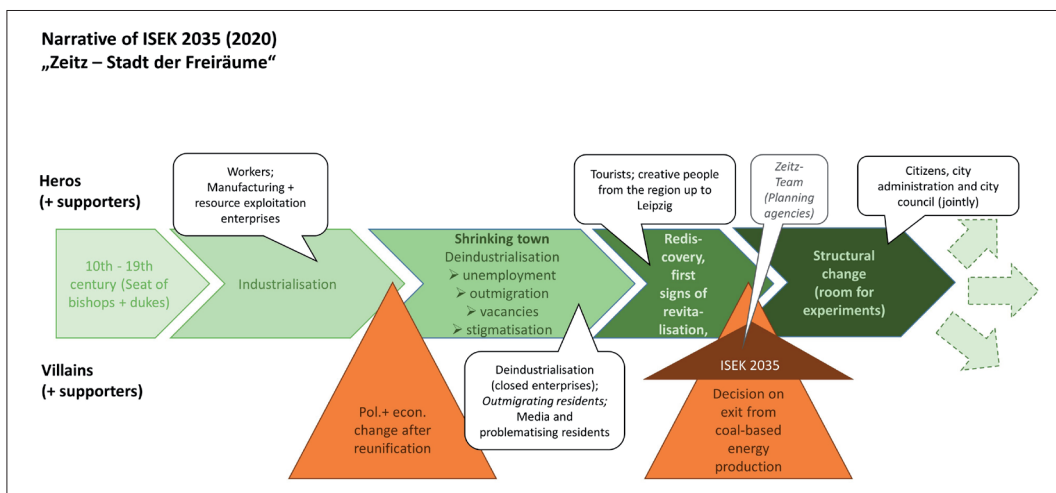 Narrative of ISEK 2035 (2020)
„Zeitz – Stadt der Freiräume“
Heros
(+ supporters)
Workers;
Manufacturing +
resource exploitation
enterprises
Tourists; creative people
from the region up to
Leipzig
Zeitz-
Team
(Planning
agencies)
Citizens, city
administration and city
council (jointly)
10th - 19th
century (Seat of
bishops + dukes)
Industrialisation
Shrinking town
Deindustrialisation
➢ unemployment
➢ outmigration
➢ vacancies
➢ stigmatisation
Redis-
covery,
first
signs of
revita-
lisation,
Structural
change
(room for
experiments)
Villains
(+ supporters)
Pol.+ econ.
change after
reunification
Deindustrialisation
(closed enterprises);
Outmigrating residents;
Media and
problematising residents
ISEK 2035
Decision on
exit from
coal-based
energy
production